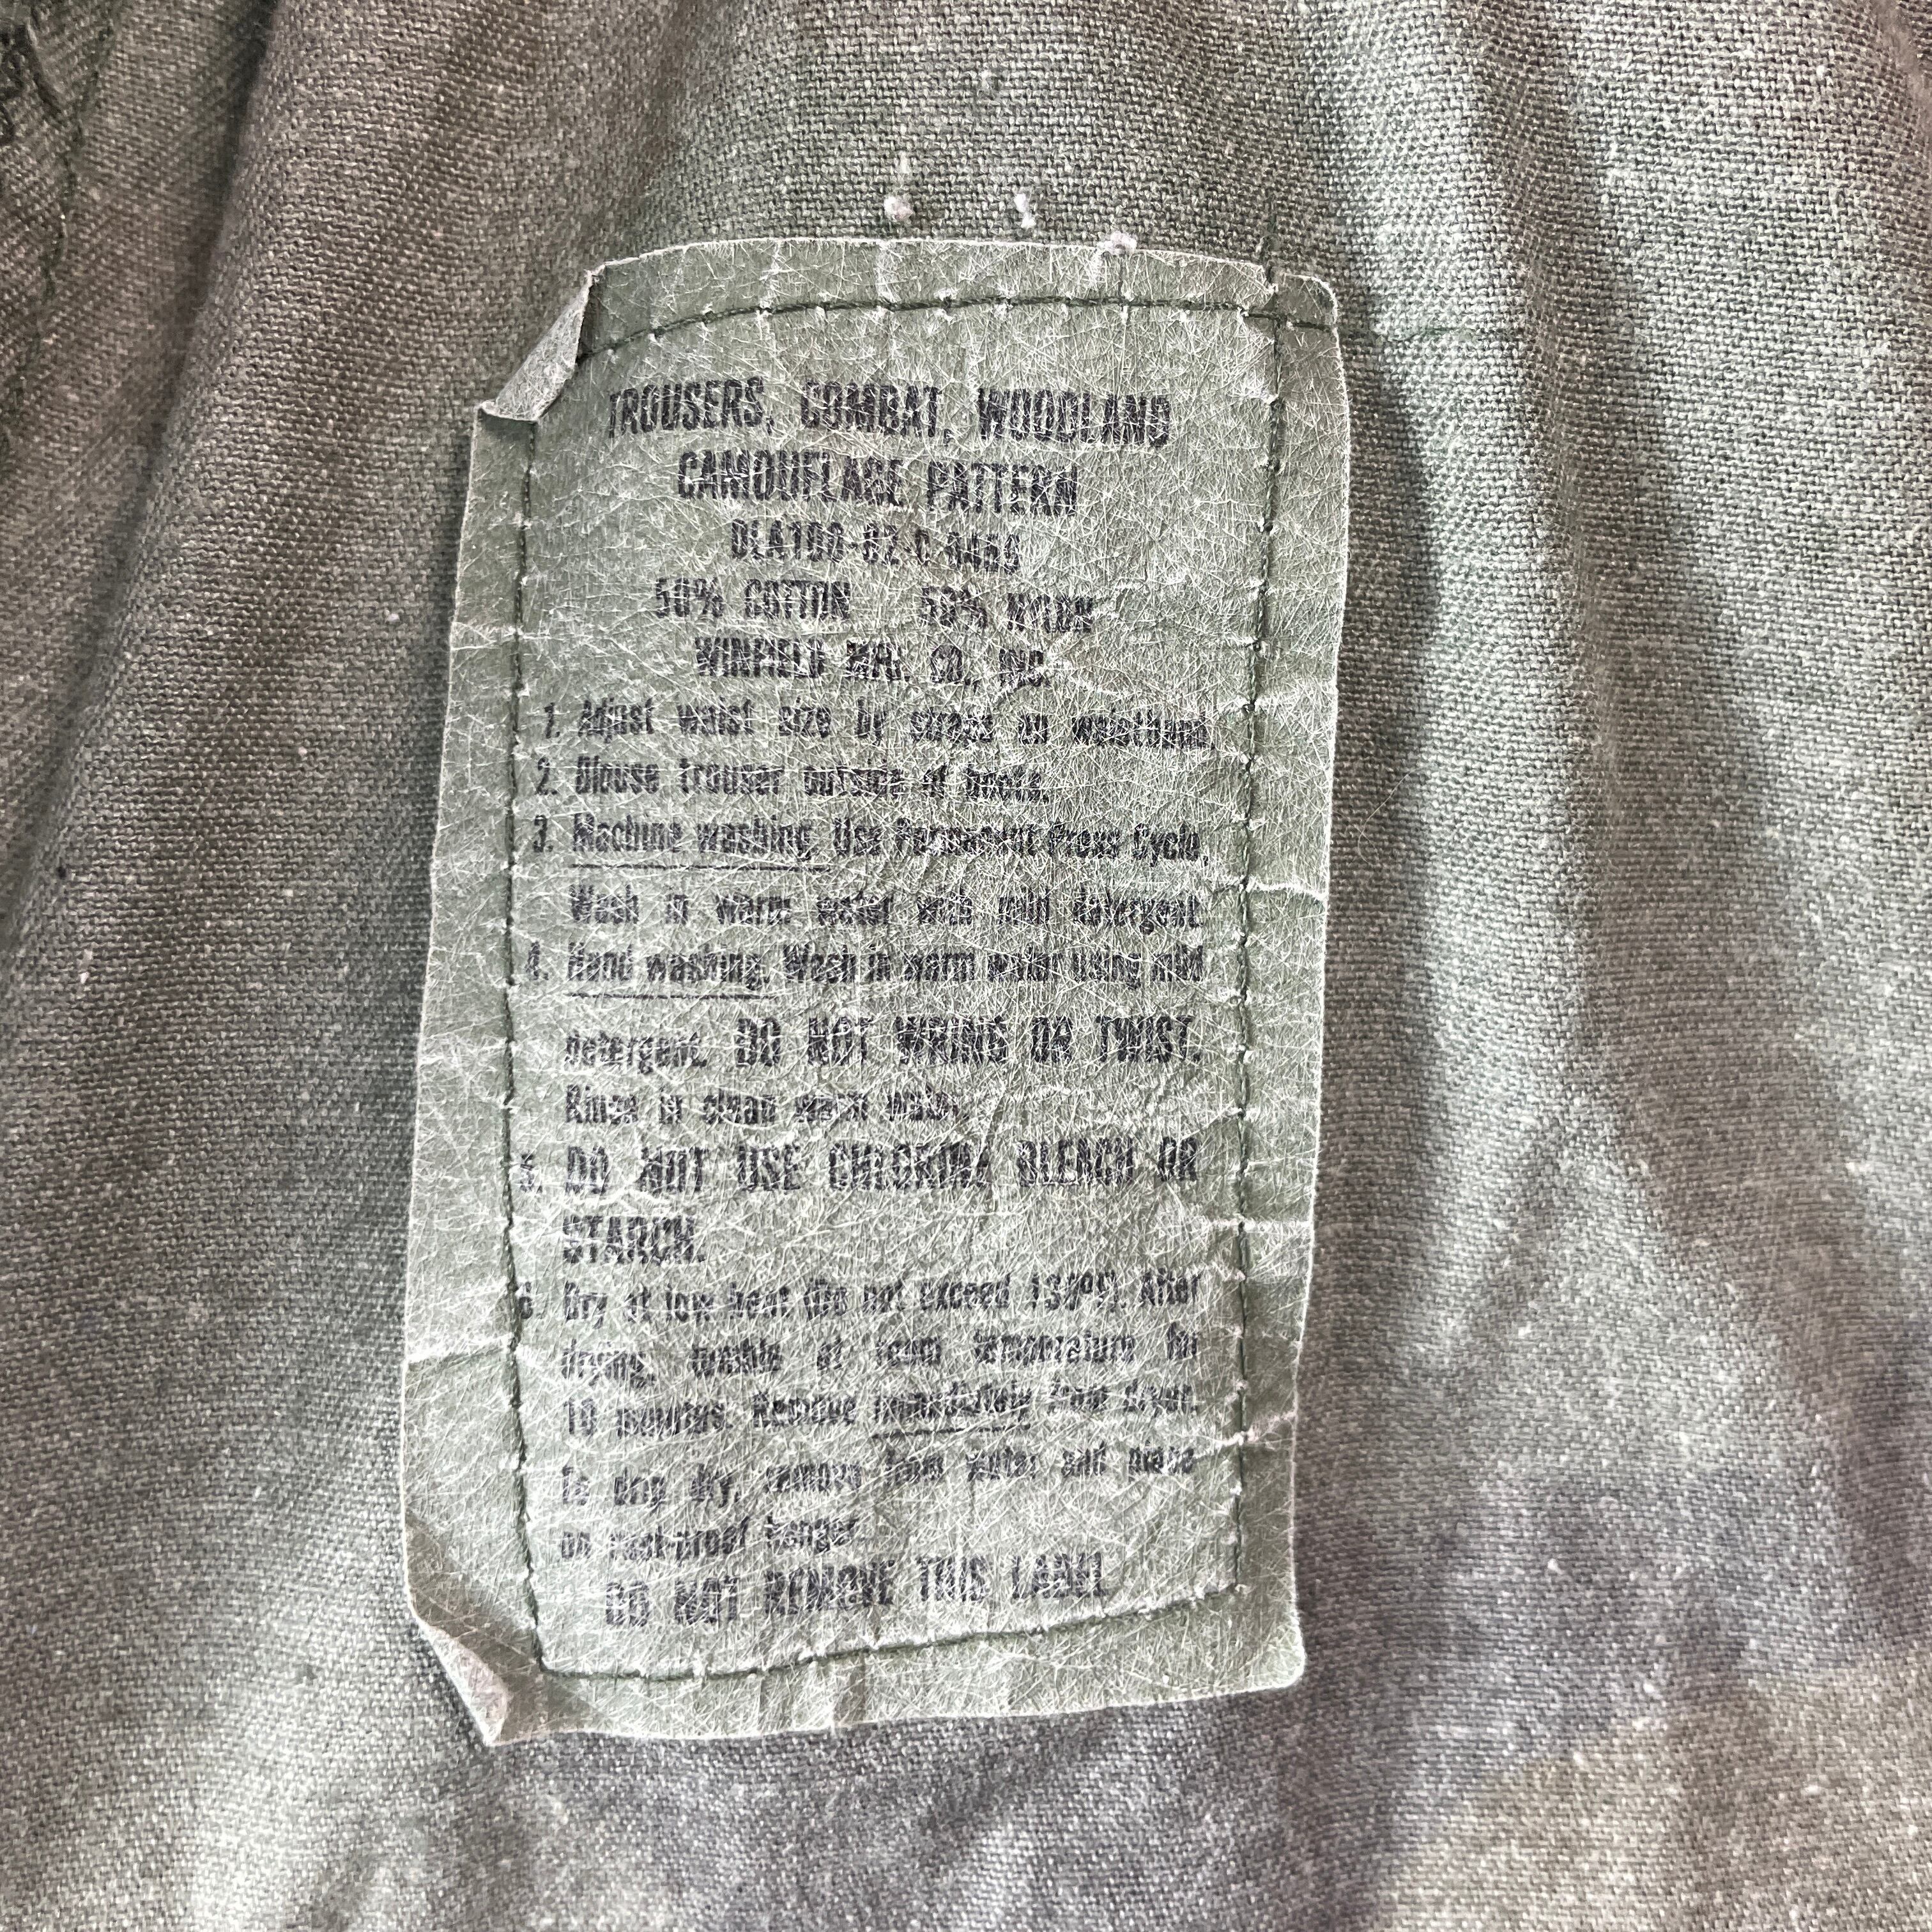 TROUSERS, COMBAT, WOODLAND
CAMOUFLAGE PATTERN
50% COTTON 50% NYLON
WINFIELD MFG. CO., INC.
1. Adjust waist size by straps on waistband.
2. Blouse trouser outside of boots.
3. Machine washing. Use Permanent Press Cycle,
Wash in warm water with mild detergent.
4. Hand washing. Wash in warm water using mild
detergent. DO NOT WRING OR TWIST.
Rinse in clean warm
5. DO NOT USE CHLORINE BLEACH OR
STARCH.
6. Dry at low heat (Do not exceed 130°F). After
drying, tumble at room temperature for
10 minutes. Remove immediately from dryer.
To drip dry, remove from water and place
on rust-proof hanger.
DO NOT REMOVE THIS LABEL